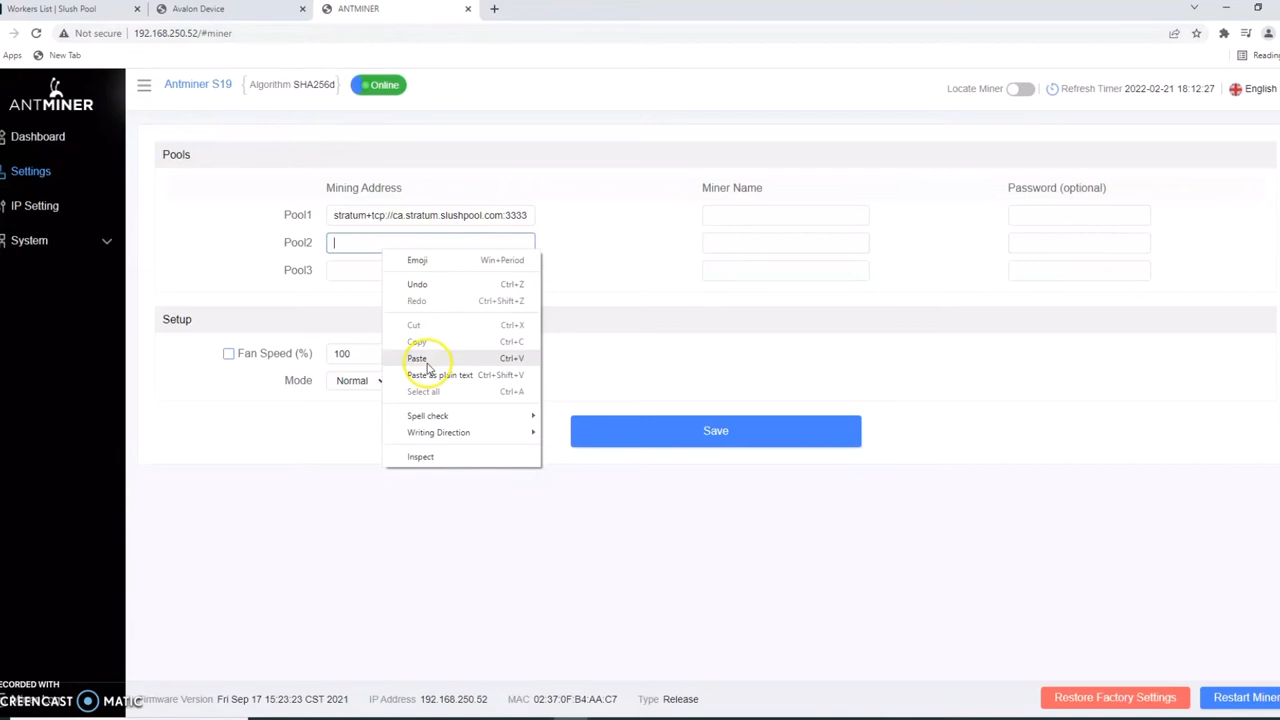 Workers List | Slush Pool
Avalon Device
ANTMINER
Not secure
192.168.250.52/#miner
Apps
New Tab
Reading
ANTMINER
Antminer S19
Algorithm SHA256d
Online
Locate Miner
Refresh Timer 2022-02-21 18:12:27
English
Dashboard
Settings
IP Setting
System
Pools
Mining Address
Miner Name
Password (optional)
Pool1
stratum+tcp://ca.stratum.slushpool.com:3333
Pool2
Pool3
Emoji Win+Period
Undo Ctrl+Z
Redo Ctrl+Shift+Z
Cut Ctrl+X
Copy Ctrl+C
Paste Ctrl+V
Paste as plain text Ctrl+Shift+V
Select all Ctrl+A
Spell check
Writing Direction
Inspect
Setup
Fan Speed (%) 100
Mode Normal
Save
ECORDED WITH
CREENCAST MATIC
irmware Version Fri Sep 17 15:23:23 CST 2021
IP Address 192.168.250.52
MAC 02:17:0F:B4:AA:C7
Type Release
Restore Factory Settings
Restart Miner